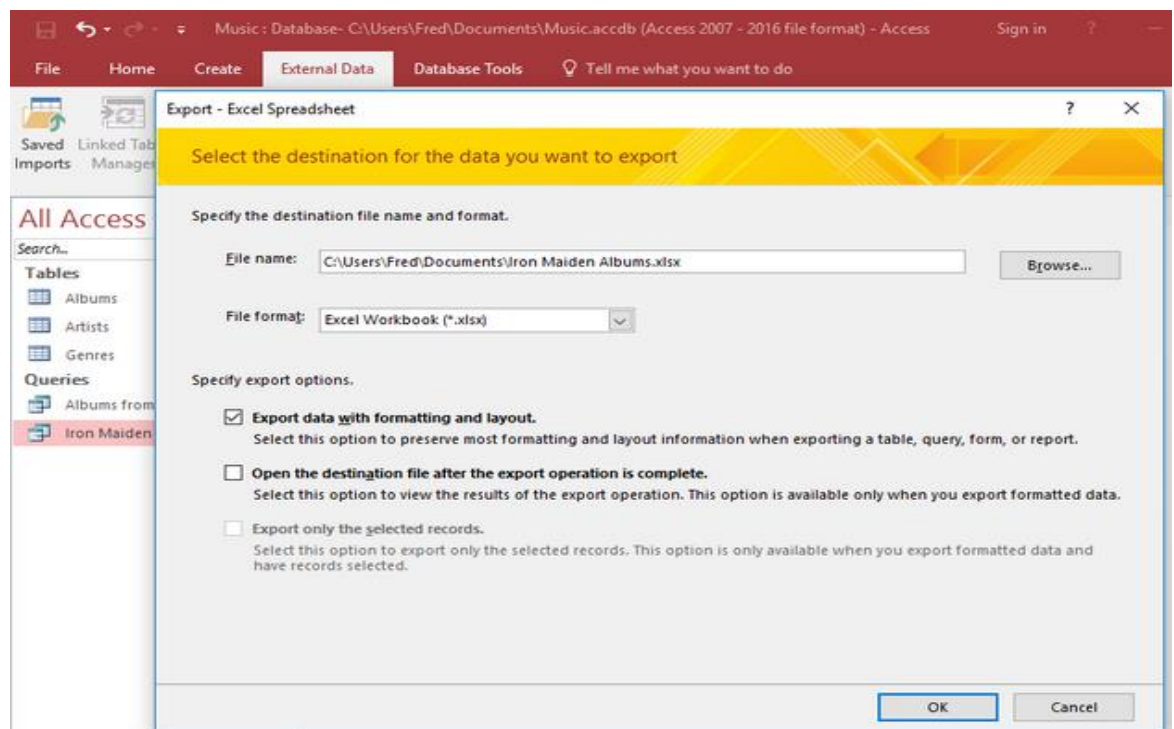 Music : Database- C:\Users\Fred\Documents\Music.accdb (Access 2007 - 2016 file format) - Access Sign in ?
File Home Create External Data Database Tools Tell me what you want to do
Saved Imports
Linked Tab
Manager
Export - Excel Spreadsheet ?
Select the destination for the data you want to export
All Access
Search..
Tables
Albums
Artists
Genres
Queries
Albums from
Iron Maiden
Specify the destination file name and format.
File name: C:\Users\Fred\Documents\Iron Maiden Albums.xlsx Browse...
File format: Excel Workbook (*.xlsx)
Specify export options.
Export data with formatting and layout.
Select this option to preserve most formatting and layout information when exporting a table, query, form, or report.
Open the destination file after the export operation is complete.
Select this option to view the results of the export operation. This option is available only when you export formatted data.
Export only the selected records.
Select this option to export only the selected records. This option is only available when you export formatted data and
have records selected.
OK Cancel